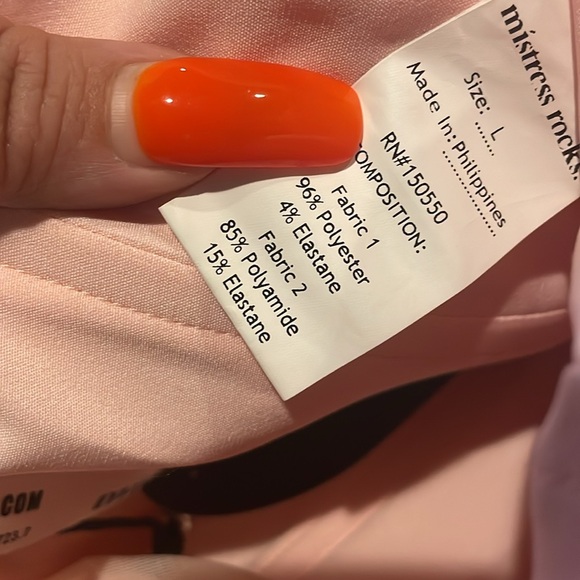 mistress rocks
Size: L
Made In: Philippines
RN#150550
COMPOSITION:
Fabric 1
96% Polyester
4% Elastane
Fabric 2
85% Polyamide
15% Elastane
.COM